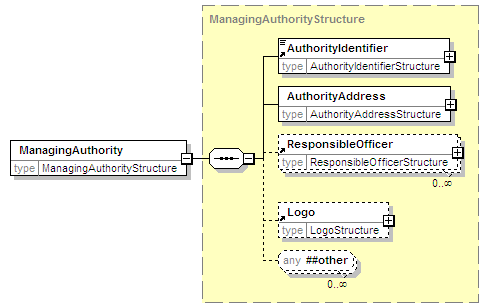 ManagingAuthorityStructure
AuthorityIdentifier
type AuthorityIdentifierStructure
AuthorityAddress
type AuthorityAddressStructure
ManagingAuthority
type ManagingAuthorityStructure
ResponsibleOfficer
type ResponsibleOfficerStructure
0..∞
Logo
type LogoStructure
any ##other
0..∞